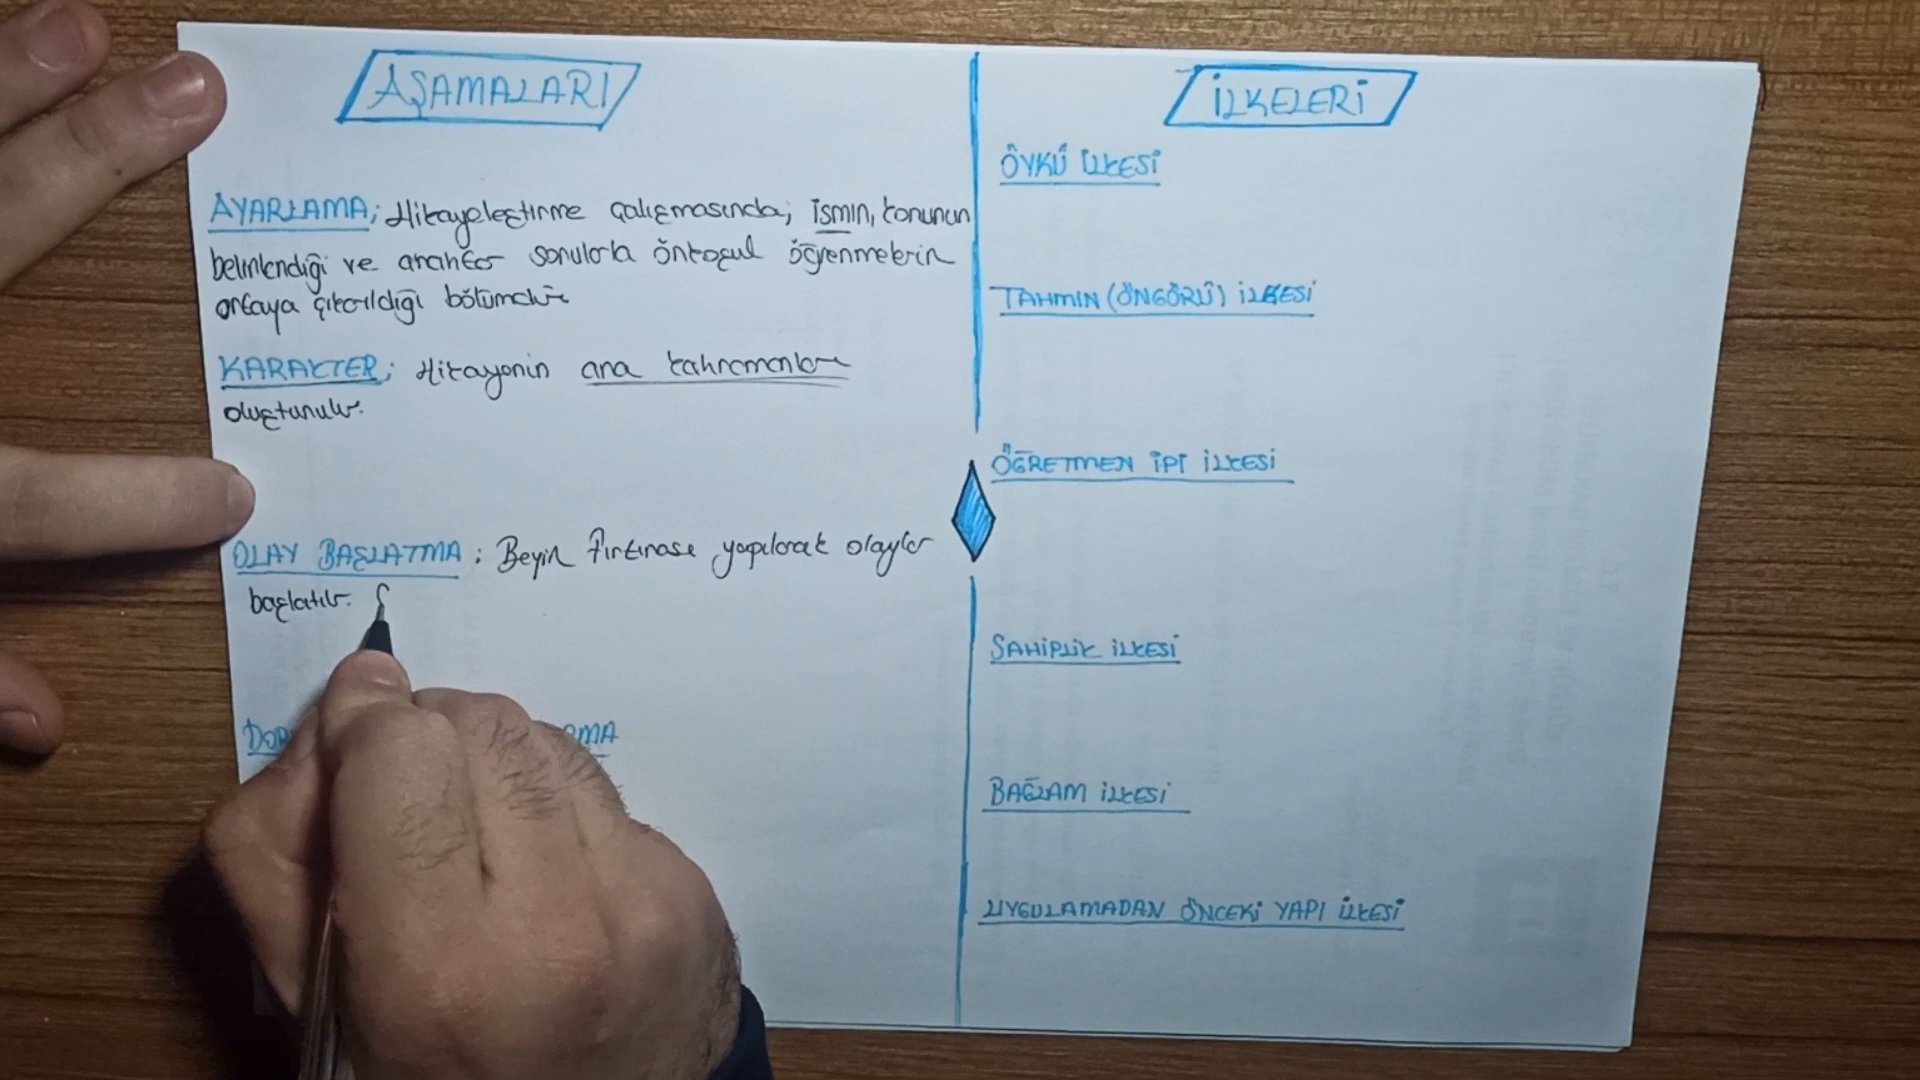 AŞAMALARI
AYARLAMA; Hikayeleştirme çalışmasında; ismin, konunun
belirlendiği ve anahtar sorularla önkoşul öğrenmelerin
ortaya çıkarıldığı bölümdür
KARAKTER; Hikayenin ana kahramanları
oluşturulur.
OLAY BAŞLATMA : Beyin fırtınası yapılarak olaylar
başlatılır.
İLKELERİ
ÖYKÜ İLKESİ
TAHMİN (ÖNGÖRÜ) İLKESİ
ÖĞRETMEN İPİ İLKESİ
SAHİPLİK İLKESİ
BAĞLAM İLKESİ
UYGULAMADAN ÖNCEKİ YAPI İLKESİ